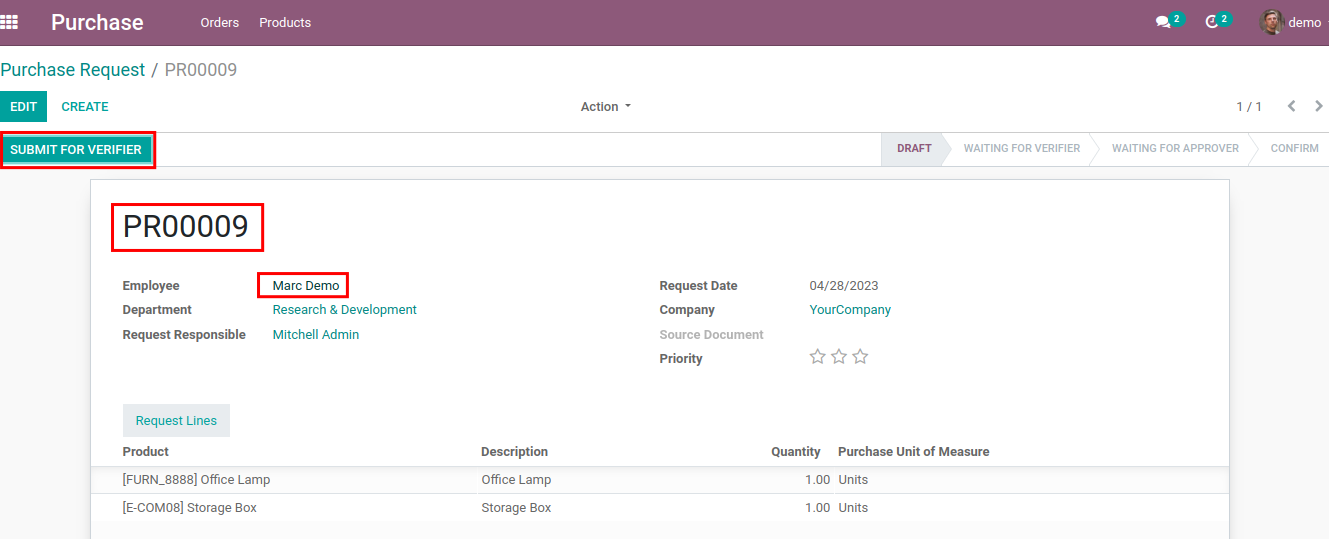 Purchase Orders Products 2 2 demo
Purchase Request / PR00009
EDIT CREATE Action 1 / 1
SUBMIT FOR VERIFIER DRAFT WAITING FOR VERIFIER WAITING FOR APPROVER CONFIRM
PR00009
Employee Marc Demo Request Date 04/28/2023
Department Research & Development Company YourCompany
Request Responsible Mitchell Admin Source Document
Priority
Request Lines
Product Description Quantity Purchase Unit of Measure
[FURN_8888] Office Lamp Office Lamp 1.00 Units
[E-COM08] Storage Box Storage Box 1.00 Units